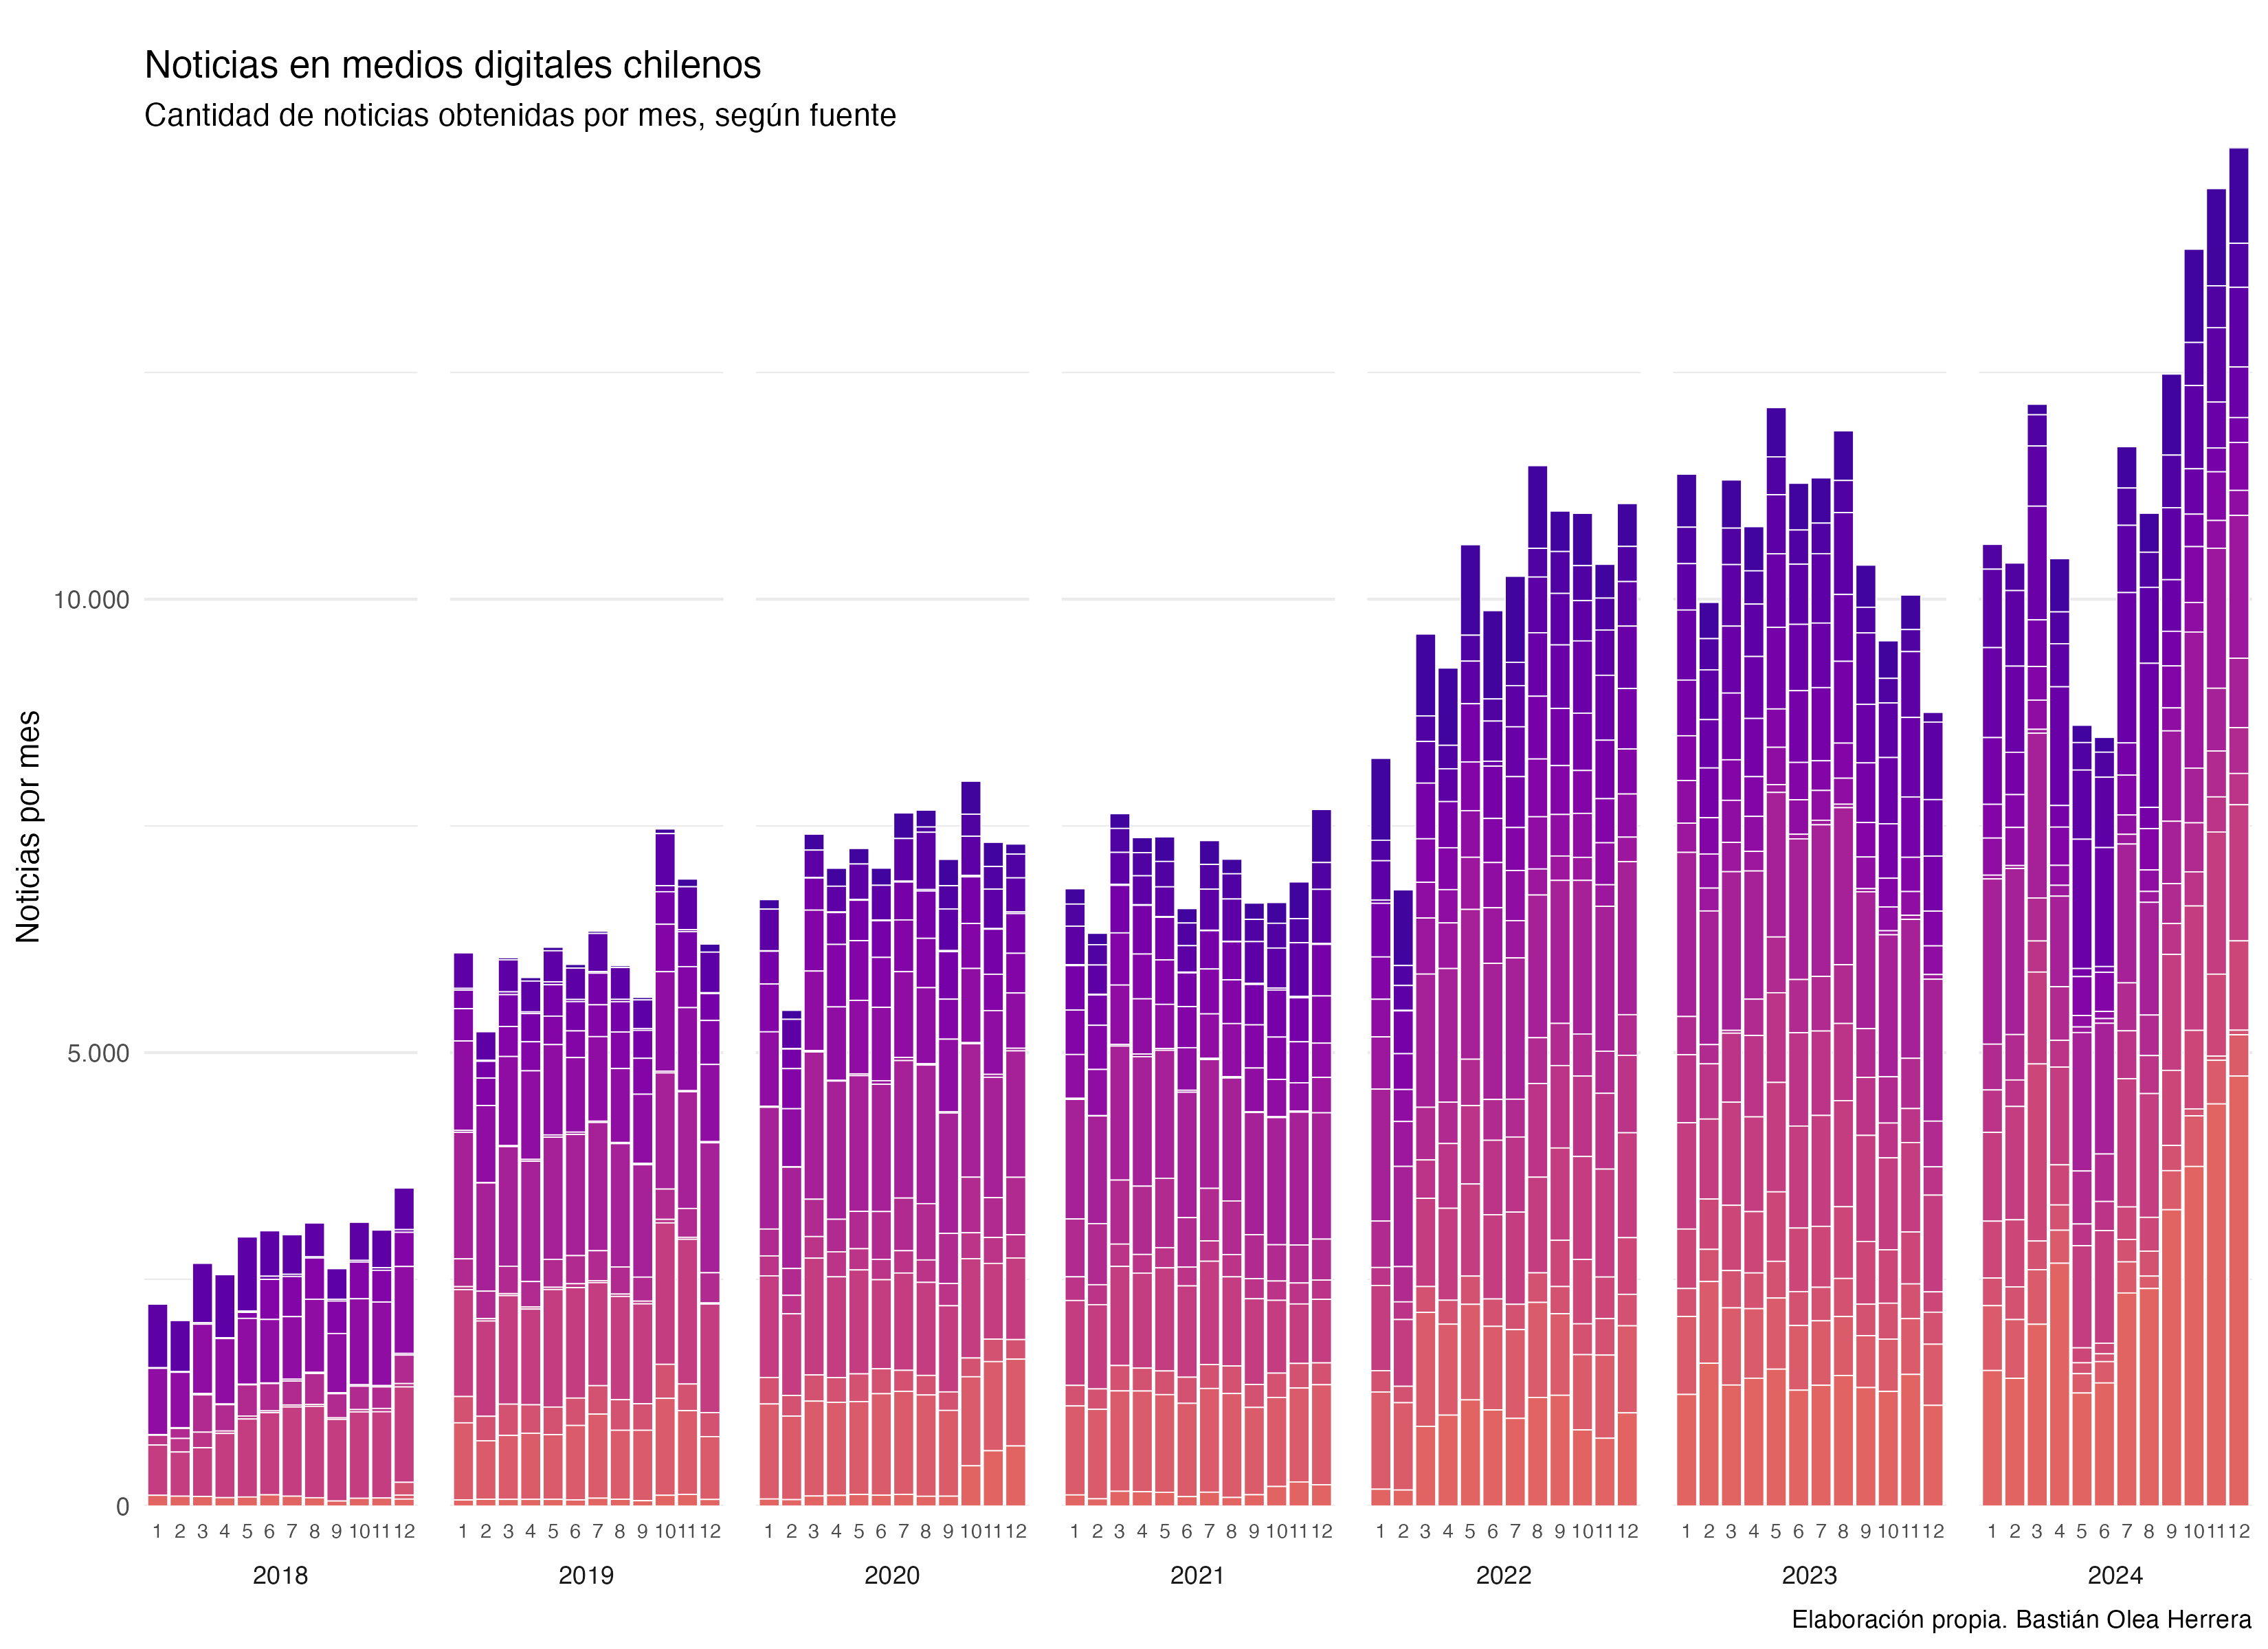 Noticias en medios digitales chilenos
Cantidad de noticias obtenidas por mes, según fuente
Noticias por mes
10.000
5.000
0
1 2 3 4 5 6 7 8 9 10 11 12
1 2 3 4 5 6 7 8 9 10 11 12
1 2 3 4 5 6 7 8 9 10 11 12
1 2 3 4 5 6 7 8 9 10 11 12
1 2 3 4 5 6 7 8 9 10 11 12
1 2 3 4 5 6 7 8 9 10 11 12
1 2 3 4 5 6 7 8 9 10 11 12
2018 2019 2020 2021 2022 2023 2024
Elaboración propia. Bastián Olea Herrera